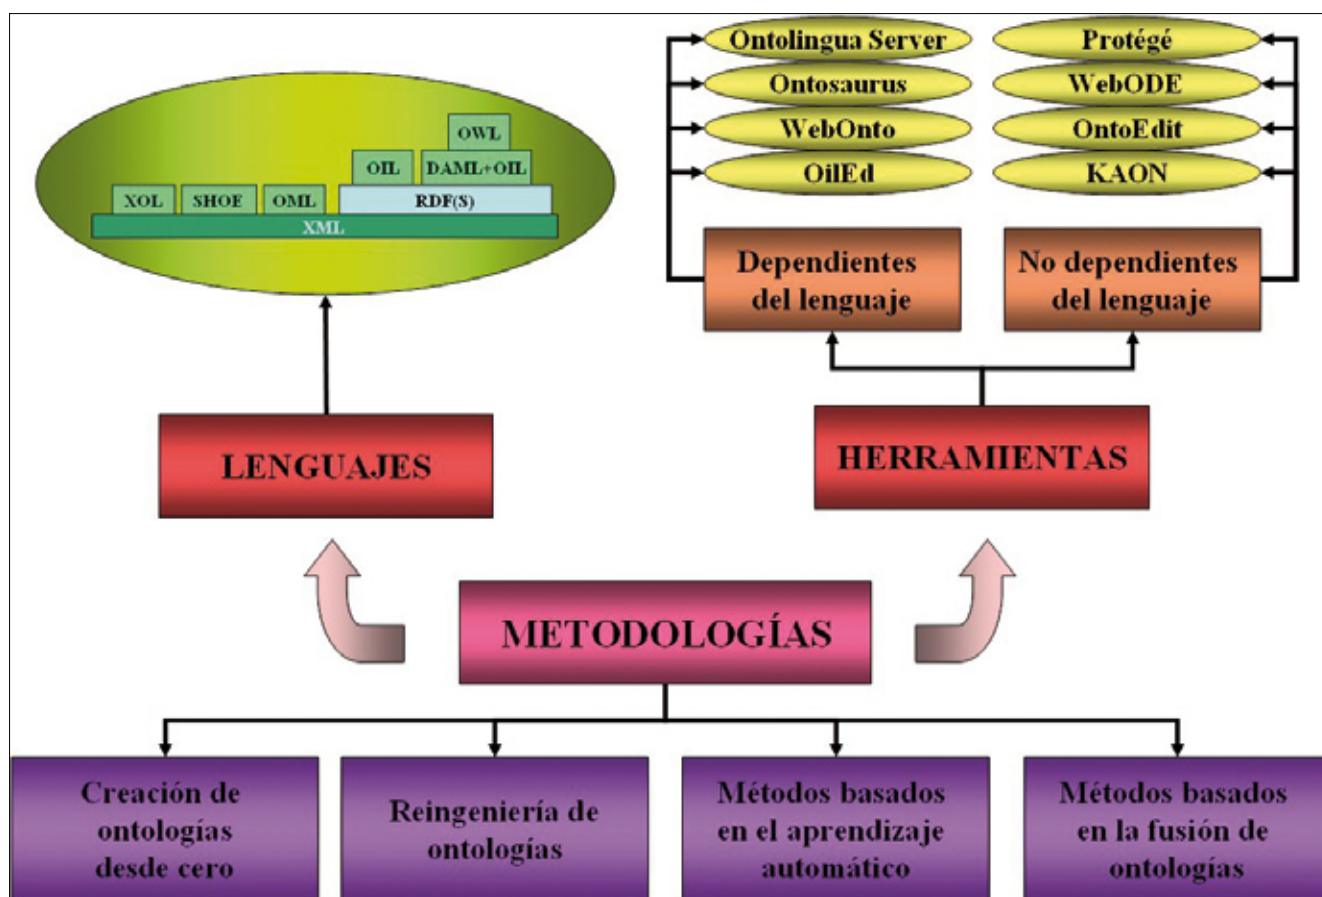 Ontolingua Server
Protégé
Ontosaurus
WebODE
WebOnto
OntoEdit
OilEd
KAON
OWL
OIL
DAML+OIL
XOL
SHOE
OML
RDF(S)
XML
Dependientes
del lenguaje
No dependientes
del lenguaje
LENGUAJES
HERRAMIENTAS
METODOLOGÍAS
Creación de
ontologías
desde cero
Reingeniería de
ontologías
Métodos basados
en el aprendizaje
automático
Métodos basados
en la fusión de
ontologías